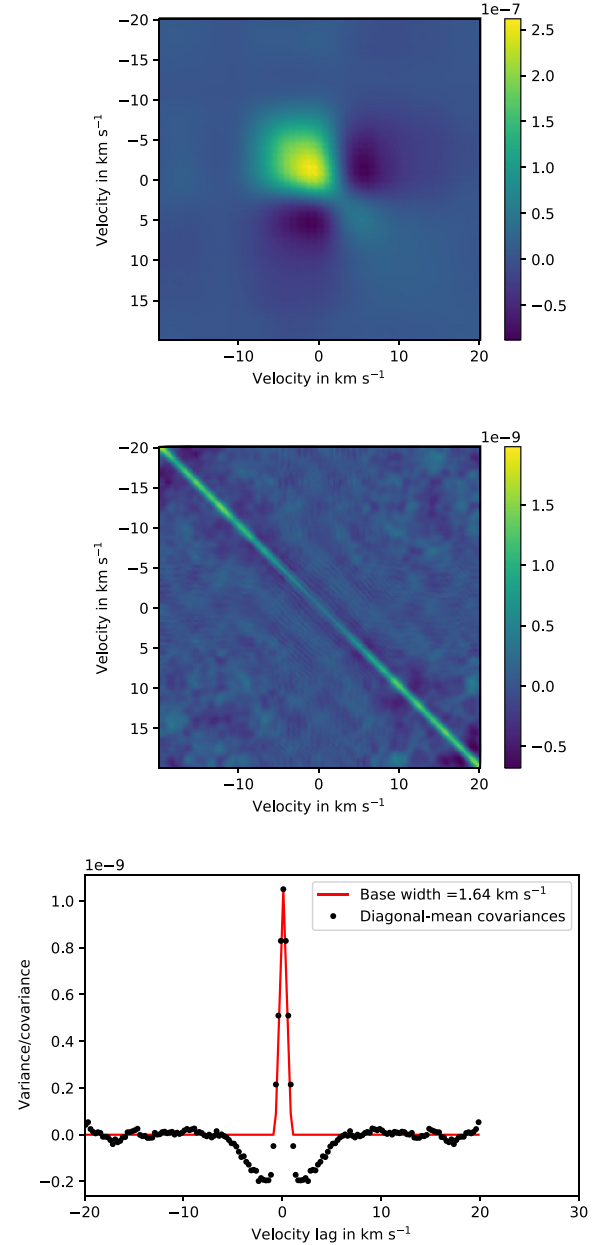 1e−7
−20
−15
−10
−5
0
5
10
15
Velocity in km s⁻¹
−10 0 10 20
Velocity in km s⁻¹
2.5
2.0
1.5
1.0
0.5
0.0
−0.5
1e−9
−20
−15
−10
−5
0
5
10
15
Velocity in km s⁻¹
−10 0 10 20
Velocity in km s⁻¹
1.5
1.0
0.5
0.0
−0.5
1e−9
1.0
0.8
0.6
0.4
0.2
0.0
−0.2
Variance/covariance
Base width =1.64 km s⁻¹
Diagonal-mean covariances
−20 −10 0 10 20 30
Velocity lag in km s⁻¹